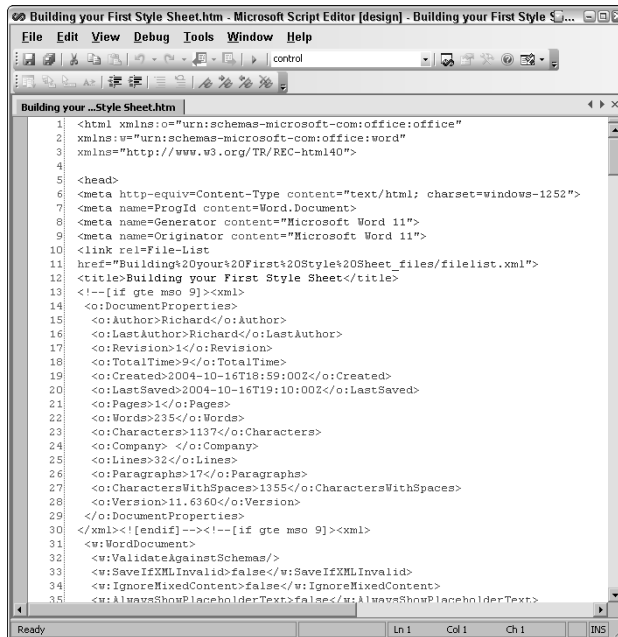 Building your First Style Sheet.htm - Microsoft Script Editor [design] - Building your First Style S...
File Edit View Debug Tools Window Help
control
Building your ...Style Sheet.htm
1 <html xmlns:o="urn:schemas-microsoft-com:office:office"
2 xmlns:w="urn:schemas-microsoft-com:office:word"
3 xmlns="http://www.w3.org/TR/REC-html40">
4
5 <head>
6 <meta http-equiv=Content-Type content="text/html; charset=windows-1252">
7 <meta name=ProgId content=Word.Document>
8 <meta name=Generator content="Microsoft Word 11">
9 <meta name=Originator content="Microsoft Word 11">
10 <link rel=File-List
11 href="Building%20your%20First%20Style%20Sheet_files/filelist.xml">
12 <title>Building your First Style Sheet</title>
13 <!--[if gte mso 9]><xml>
14 <o:DocumentProperties>
15 <o:Author>Richard</o:Author>
16 <o:LastAuthor>Richard</o:LastAuthor>
17 <o:Revision>1</o:Revision>
18 <o:TotalTime>9</o:TotalTime>
19 <o:Created>2004-10-16T18:59:00Z</o:Created>
20 <o:LastSaved>2004-10-16T19:10:00Z</o:LastSaved>
21 <o:Pages>1</o:Pages>
22 <o:Words>235</o:Words>
23 <o:Characters>1137</o:Characters>
24 <o:Company> </o:Company>
25 <o:Lines>32</o:Lines>
26 <o:Paragraphs>17</o:Paragraphs>
27 <o:CharactersWithSpaces>1355</o:CharactersWithSpaces>
28 <o:Version>11.6360</o:Version>
29 </o:DocumentProperties>
30 </xml><![endif]--><!--[if gte mso 9]><xml>
31 <w:WordDocument>
32 <w:ValidateAgainstSchemas/>
33 <w:SaveIfXMLInvalid>false</w:SaveIfXMLInvalid>
34 <w:IgnoreMixedContent>false</w:IgnoreMixedContent>
35 <w:AlwaysShowPlaceholderText>false</w:AlwaysShowPlaceholderText>
Ready Ln 1 Col 1 Ch 1 INS